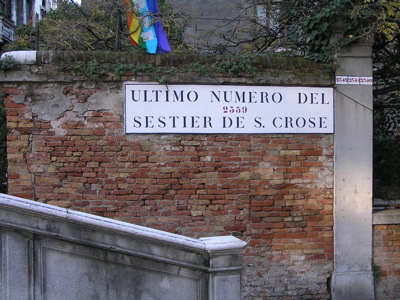 ULTIMO NUMERO DEL
2359
SESTIER DE S. CROSE